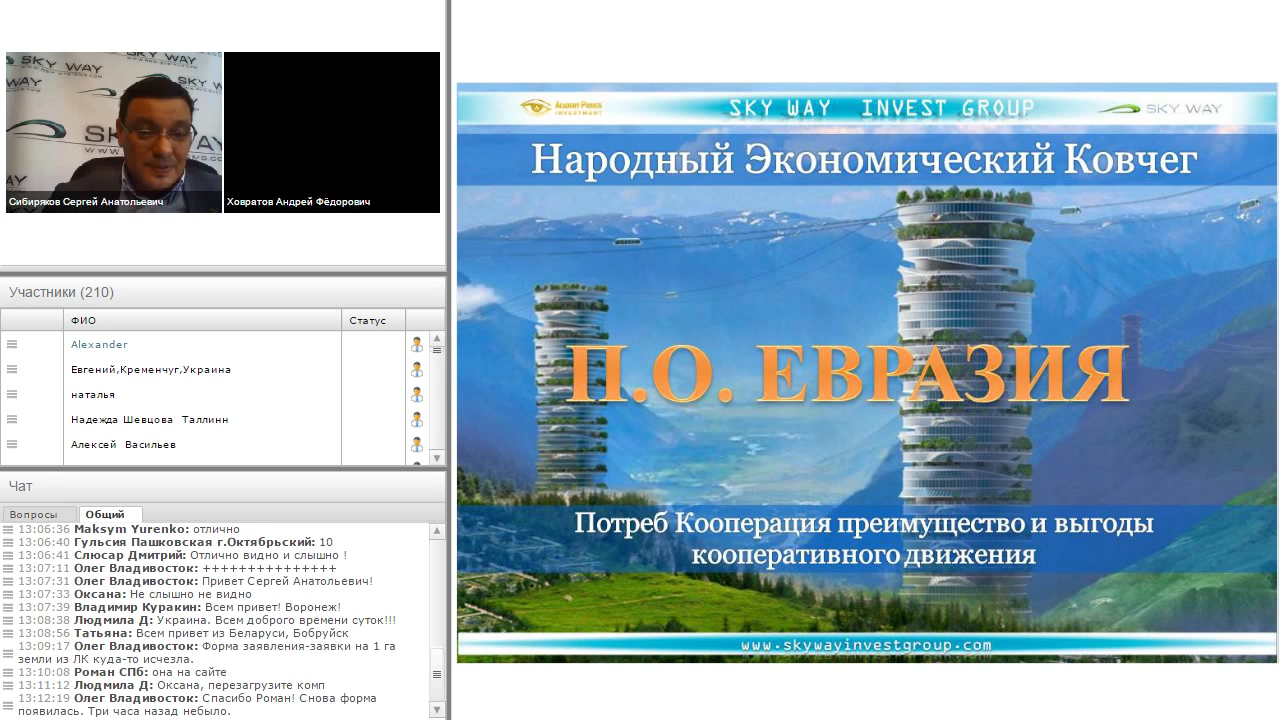 SKY WAY
SKY WAY
SKY
Сибиряков Сергей Анатольевич
Ховратов Андрей Фёдорович
Участники (210)
ФИО
Статус
Alexander
Евгений,Кременчуг,Украина
наталья
Надежда Шевцова Таллинн
Алексей Васильев
Чат
Вопросы
Общий
13:06:36 Maksym Yurenko: отлично
13:06:40 Гульсия Пашковская г.Октябрьский: 10
13:06:41 Слюсар Дмитрий: Отлично видно и слышно !
13:07:11 Олег Владивосток: +++++++++++++++
13:07:31 Олег Владивосток: Привет Сергей Анатольевич!
13:07:33 Оксана: Не слышно не видно
13:07:39 Владимир Куракин: Всем привет! Воронеж!
13:08:38 Людмила Д: Украина. Всем доброго времени суток!!!
13:08:56 Татьяна: Всем привет из Беларуси, Бобруйск
13:09:17 Олег Владивосток: Форма заявления-заявки на 1 га
земли из ЛК куда-то исчезла.
13:10:08 Роман СПб: она на сайте
13:11:12 Людмила Д: Оксана, перезагрузите комп
13:12:19 Олег Владивосток: Спасибо Роман! Снова форма
появилась. Три часа назад небыло.
SKY WAY INVEST GROUP
SKY WAY
Народный Экономический Ковчег
П.О. ЕВРАЗИЯ
Потреб Кооперация преимущество и выгоды
кооперативного движения
www.skywayinvestgroup.com